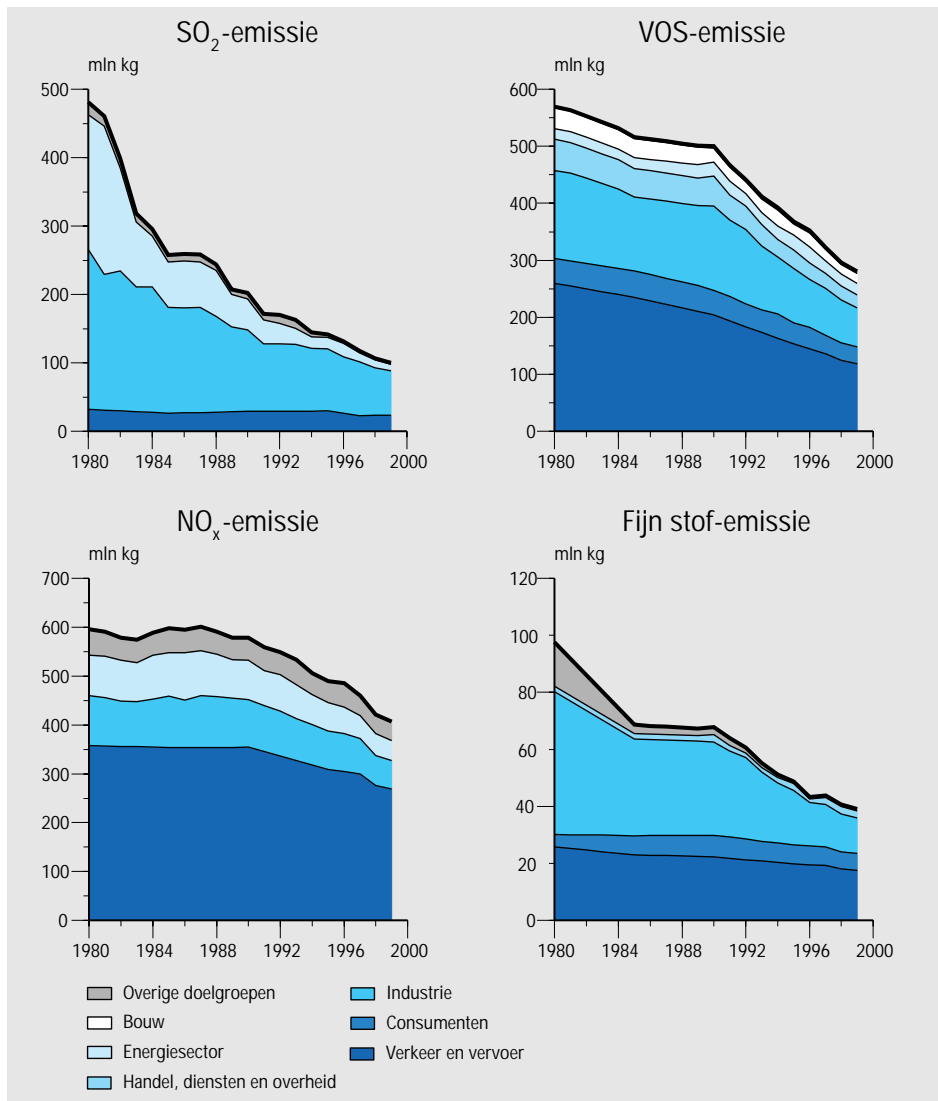 SO₂-emissie
mln kg
500
400
300
200
100
0
1980 1984 1988 1992 1996 2000
VOS-emissie
mln kg
600
500
400
300
200
100
0
1980 1984 1988 1992 1996 2000
NOₓ-emissie
mln kg
700
600
500
400
300
200
100
0
1980 1984 1988 1992 1996 2000
Fijn stof-emissie
mln kg
120
100
80
60
40
20
0
1980 1984 1988 1992 1996 2000
Overige doelgroepen
Bouw
Energiesector
Handel, diensten en overheid
Industrie
Consumenten
Verkeer en vervoer